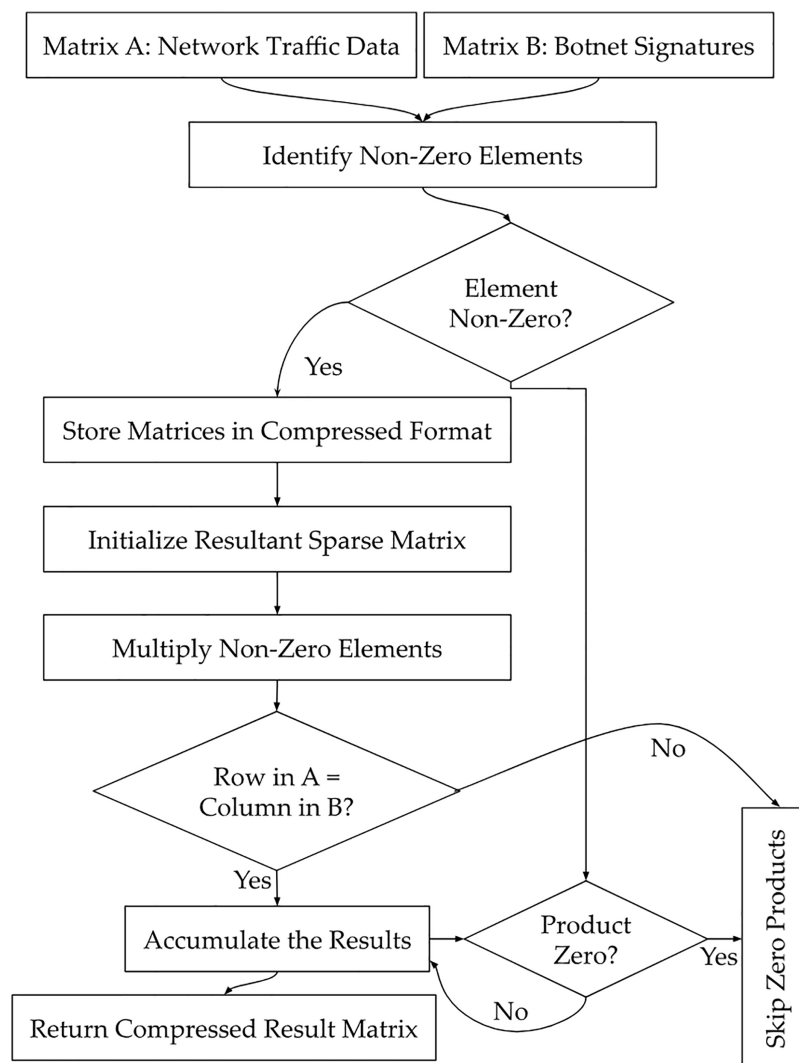 Matrix A: Network Traffic Data
Matrix B: Botnet Signatures
Identify Non-Zero Elements
Element
Non-Zero?
Yes
Store Matrices in Compressed Format
Initialize Resultant Sparse Matrix
Multiply Non-Zero Elements
Row in A =
Column in B?
No
Yes
Accumulate the Results
Product
Zero?
Yes
Skip Zero Products
No
Return Compressed Result Matrix